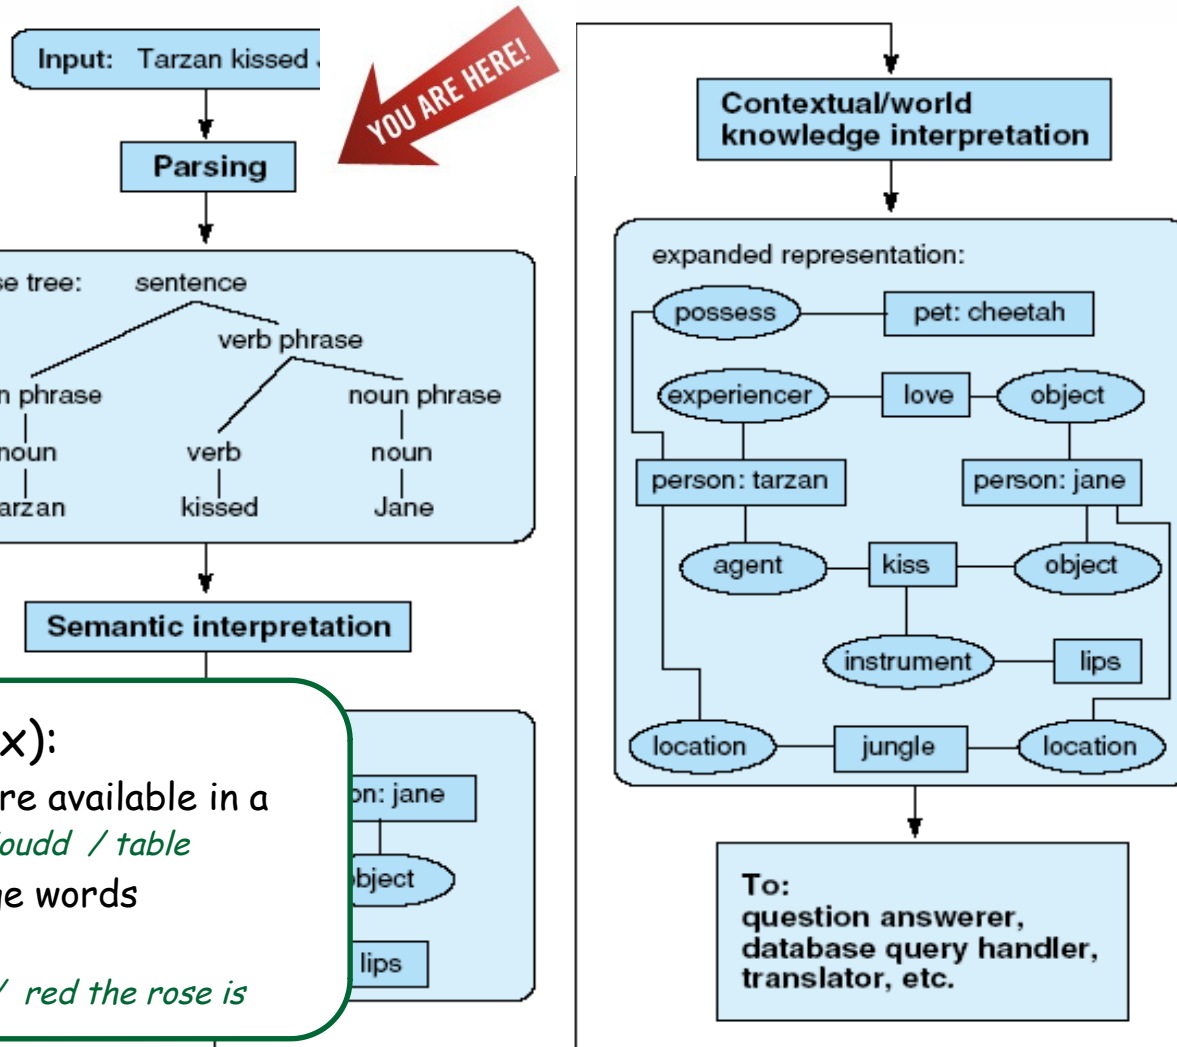 Input: Tarzan kissed
YOU ARE HERE!
Parsing
se tree: sentence
verb phrase
n phrase noun phrase
noun verb noun
arzan kissed Jane
Semantic interpretation
x):
re available in a
oudd / table
ge words
/ red the rose is
on: jane
bject
lips
Contextual/world
knowledge interpretation
expanded representation:
possess pet: cheetah
experiencer love object
person: tarzan person: jane
agent kiss object
instrument lips
location jungle location
To:
question answerer,
database query handler,
translator, etc.